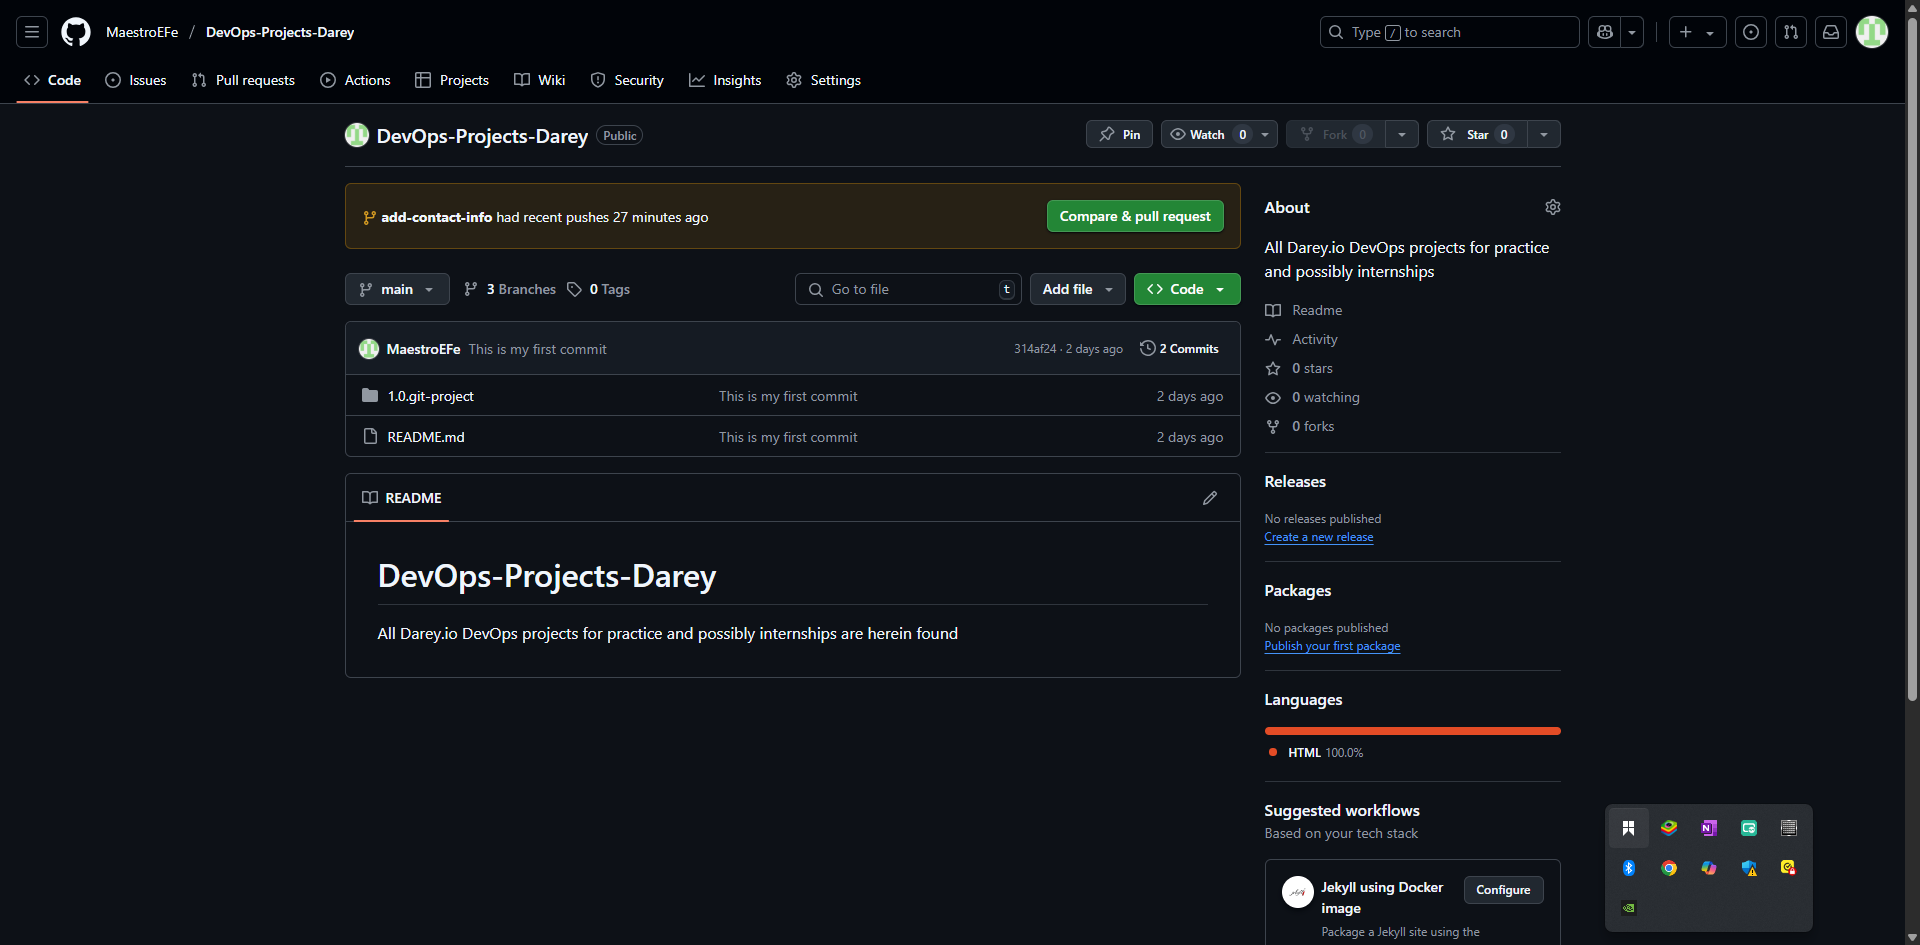 MaestroEFe / DevOps-Projects-Darey
Type / to search
Code
Issues
Pull requests
Actions
Projects
Wiki
Security
Insights
Settings
DevOps-Projects-Darey Public
Pin
Watch 0
Fork 0
Star 0
add-contact-info had recent pushes 27 minutes ago
Compare & pull request
main
3 Branches
0 Tags
Go to file t
Add file
Code
MaestroEFe This is my first commit
314af24 · 2 days ago
2 Commits
1.0.git-project This is my first commit 2 days ago
README.md This is my first commit 2 days ago
README
DevOps-Projects-Darey
All Darey.io DevOps projects for practice and possibly internships are herein found
About
All Darey.io DevOps projects for practice
and possibly internships
Readme
Activity
0 stars
0 watching
0 forks
Releases
No releases published
Create a new release
Packages
No packages published
Publish your first package
Languages
HTML 100.0%
Suggested workflows
Based on your tech stack
Jekyll using Docker
image
Configure
Package a Jekyll site using the